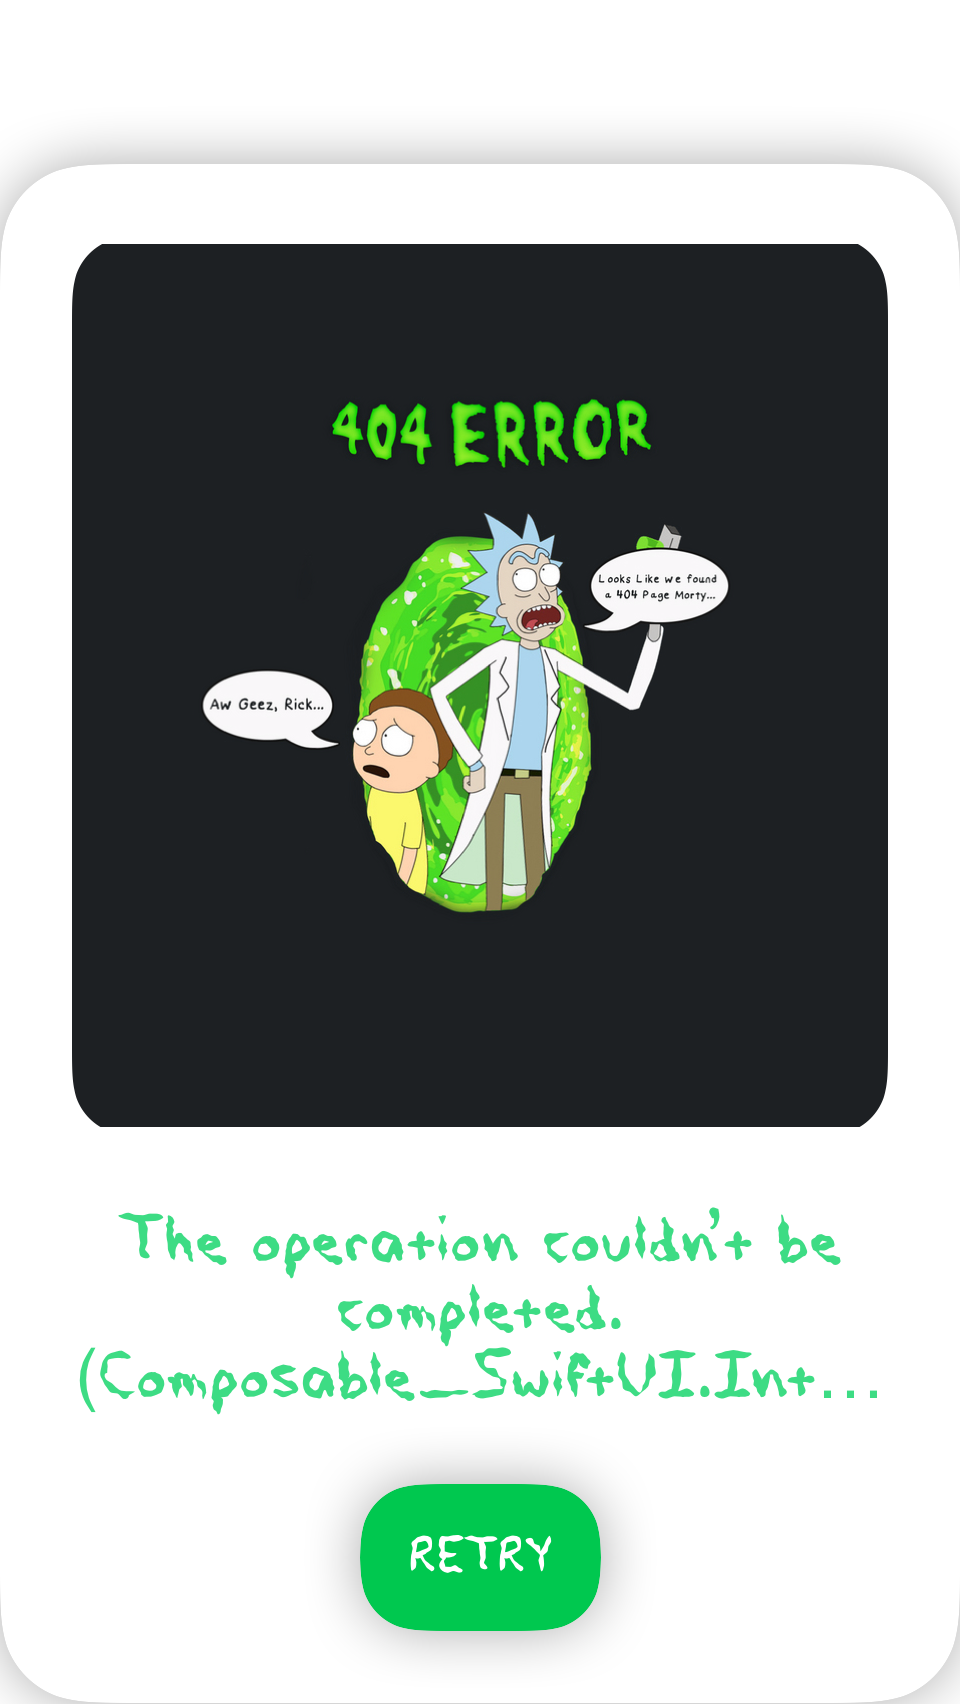 404 ERROR
Looks Like we found
a 404 Page Morty...
Aw Geez, Rick...
The operation couldn't be
completed.
(Composable_SwiftUI.Int...
RETRY